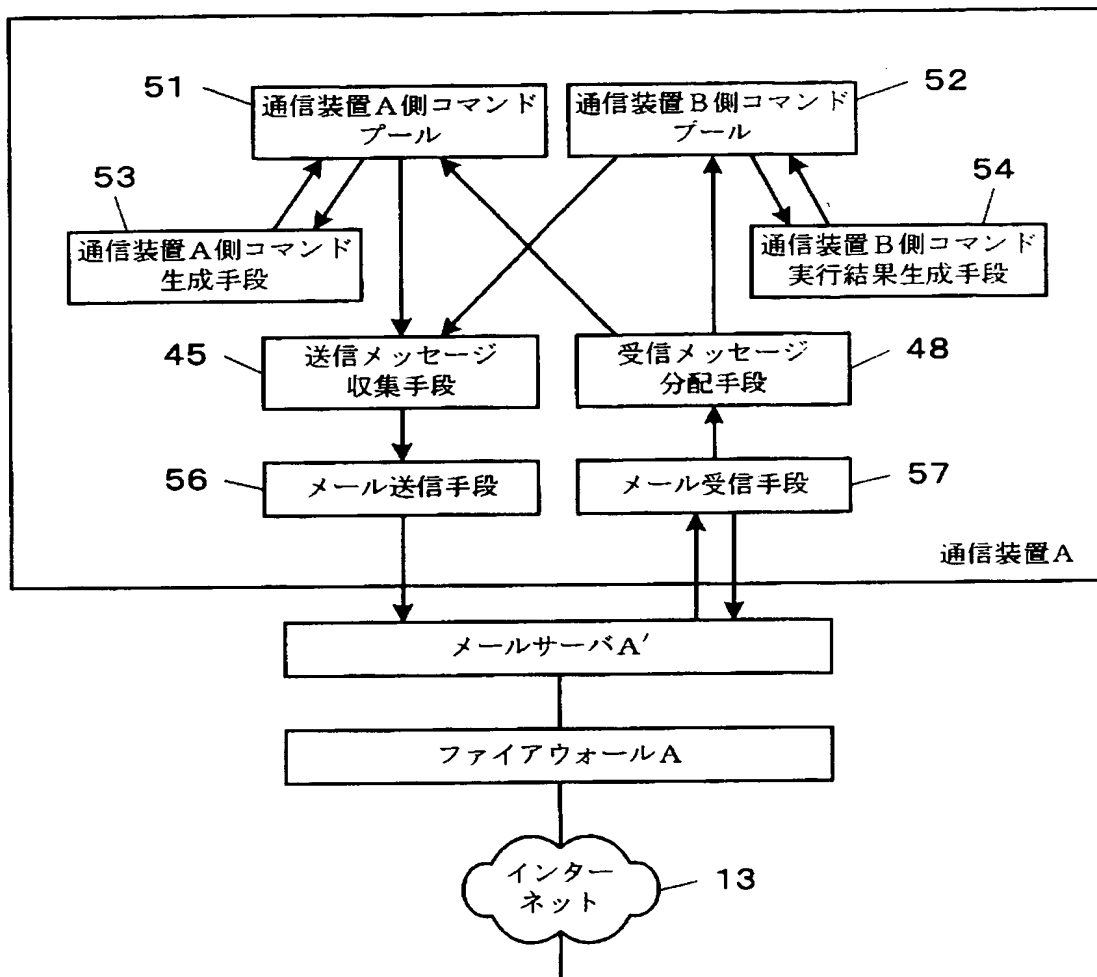 51
通信装置A側コマンド
プール
52
通信装置B側コマンド
プール
53
通信装置A側コマンド
生成手段
54
通信装置B側コマンド
実行結果生成手段
45
送信メッセージ
収集手段
受信メッセージ
分配手段
48
56
メール送信手段
メール受信手段
57
通信装置A
メールサーバA′
ファイアウォールA
インター
ネット
13